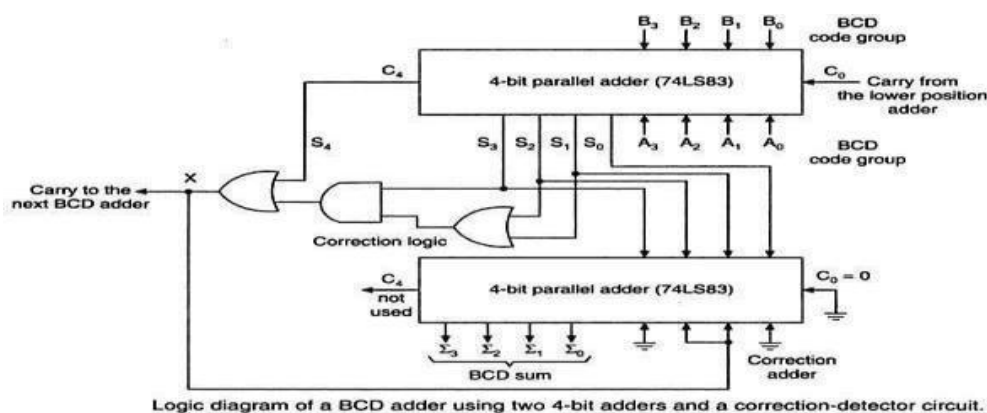 B₃ B₂ B₁ B₀ BCD
code group
C₄ 4-bit parallel adder (74LS83) C₀
Carry from
the lower position
adder
S₄ S₃ S₂ S₁ S₀ A₃ A₂ A₁ A₀ BCD
code group
X
Carry to the
next BCD adder
Correction logic
C₄ 4-bit parallel adder (74LS83) C₀ = 0
not
used
Σ₃ Σ₂ Σ₁ Σ₀ Correction
adder
BCD sum
Logic diagram of a BCD adder using two 4-bit adders and a correction-detector circuit.